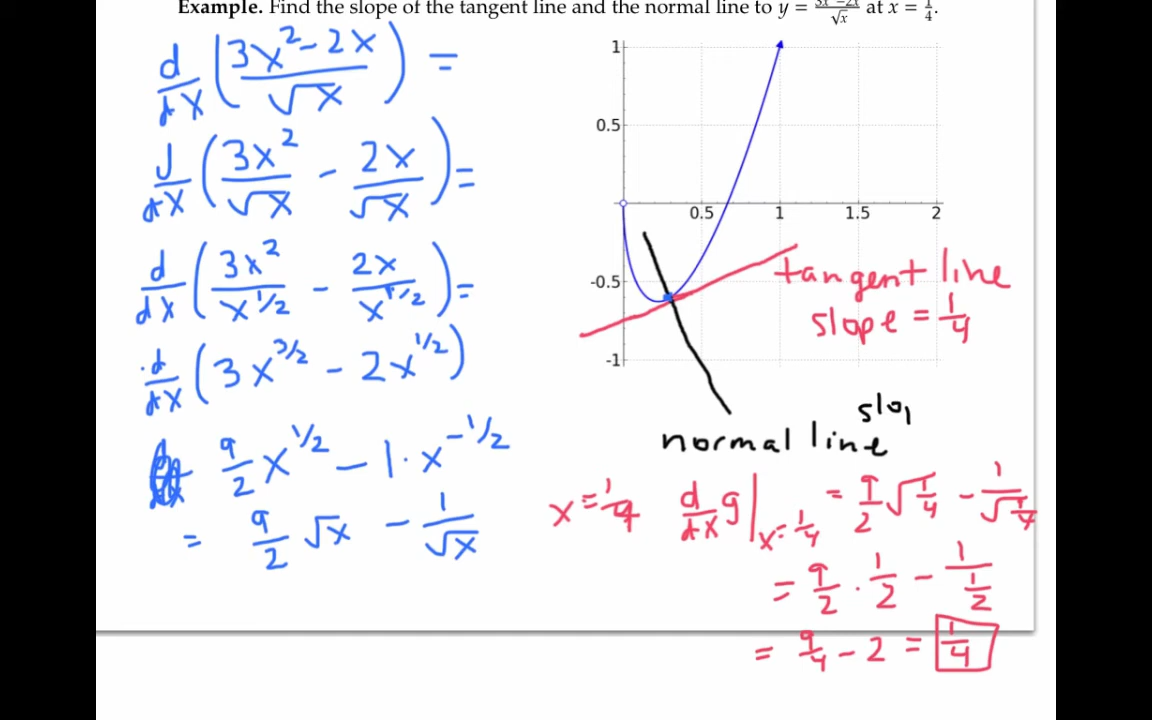 Example. Find the slope of the tangent line and the normal line to y = (3x²−2x)/√x at x = 1/4.
d/dx (3x²−2x / √x) =
d/dx (3x²/√x − 2x/√x) =
d/dx (3x²/x^1/2 − 2x/x^1/2) =
d/dx (3x^3/2 − 2x^1/2)
9/2 x^1/2 − 1·x^−1/2
= 9/2 √x − 1/√x
1
0.5
0.5 1 1.5 2
-0.5
-1
tangent line
slope = 1/4
slop
normal line
x = 1/4 d/dx y|x=1/4 = 9/2 √1/4 − 1/√1/4
= 9/2 · 1/2 − 1/(1/2)
= 9/4 − 2 = 1/4